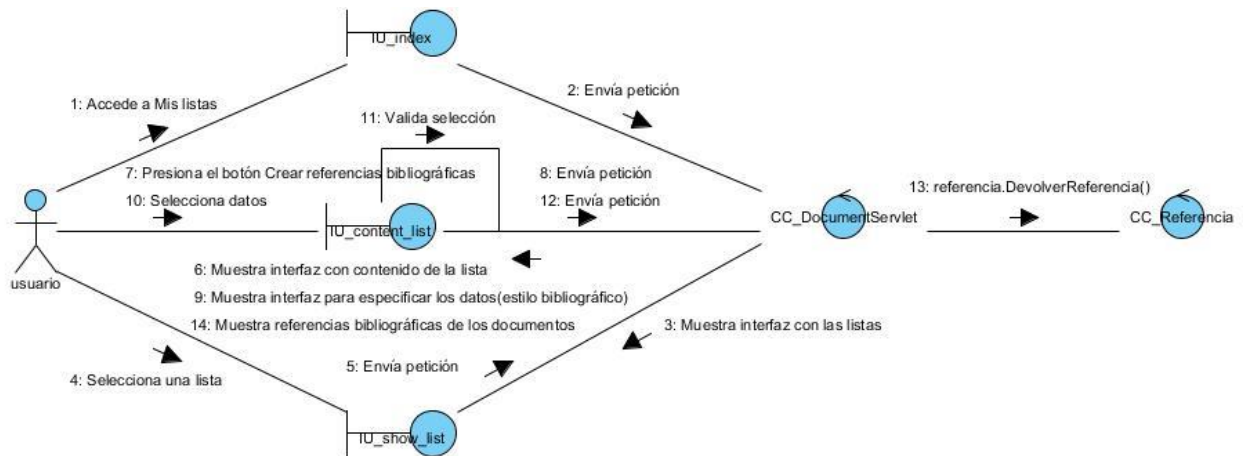 IU_index
1: Accede a Mis listas
2: Envía petición
11: Valida selección
7: Presiona el botón Crear referencias bibliográficas
8: Envía petición
13: referencia.DevolverReferencia()
10: Selecciona datos
12: Envía petición
CC_DocumentServlet
CC_Referencia
IU_content_list
usuario
6: Muestra interfaz con contenido de la lista
9: Muestra interfaz para especificar los datos(estilo bibliográfico)
14: Muestra referencias bibliográficas de los documentos
3: Muestra interfaz con las listas
5: Envía petición
4: Selecciona una lista
IU_show_list